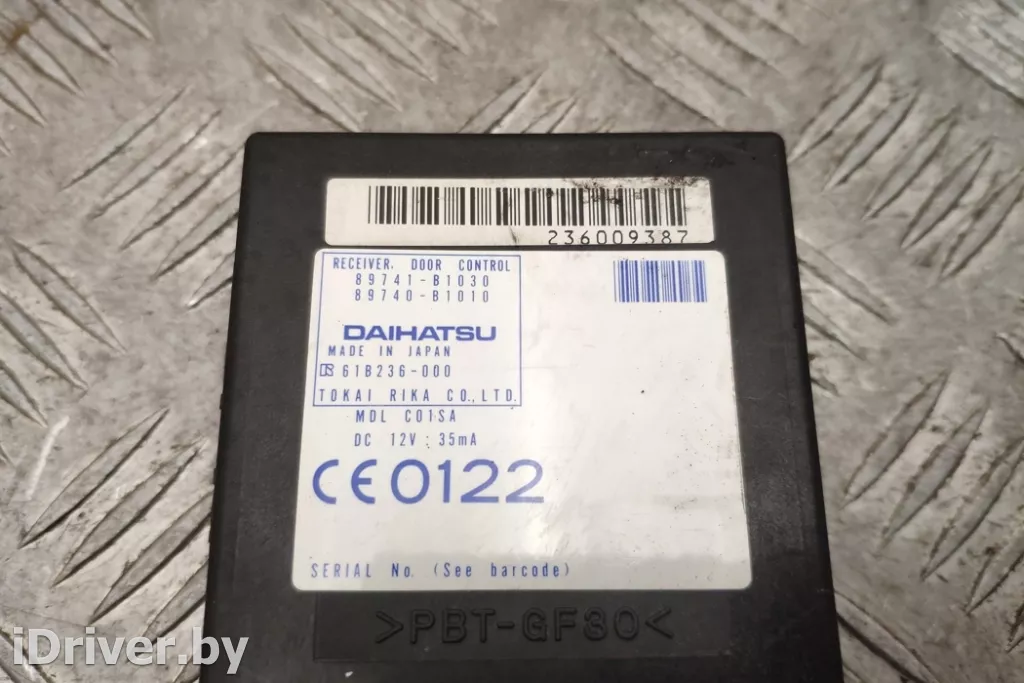 236009387
RECEIVER, DOOR CONTROL
89741-B1030
89740-B1010
DAIHATSU
MADE IN JAPAN
61B236-000
TOKAI RIKA CO., LTD.
MDL C01SA
DC 12V : 35mA
CE0122
SERIAL No. (See barcode)
>PBT-GF30<
iDriver.by